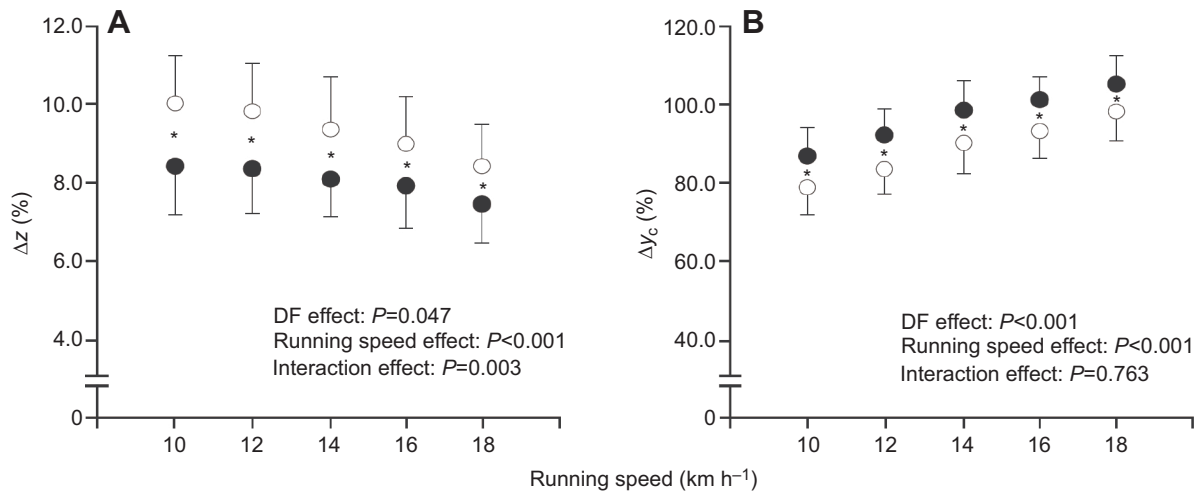 A
12.0
10.0
8.0
6.0
4.0
0
Δz (%)
* * * * *
DF effect: P=0.047
Running speed effect: P<0.001
Interaction effect: P=0.003
10 12 14 16 18
B
120.0
100.0
80.0
60.0
40.0
0
Δyc (%)
* * * * *
DF effect: P<0.001
Running speed effect: P<0.001
Interaction effect: P=0.763
10 12 14 16 18
Running speed (km h–1)